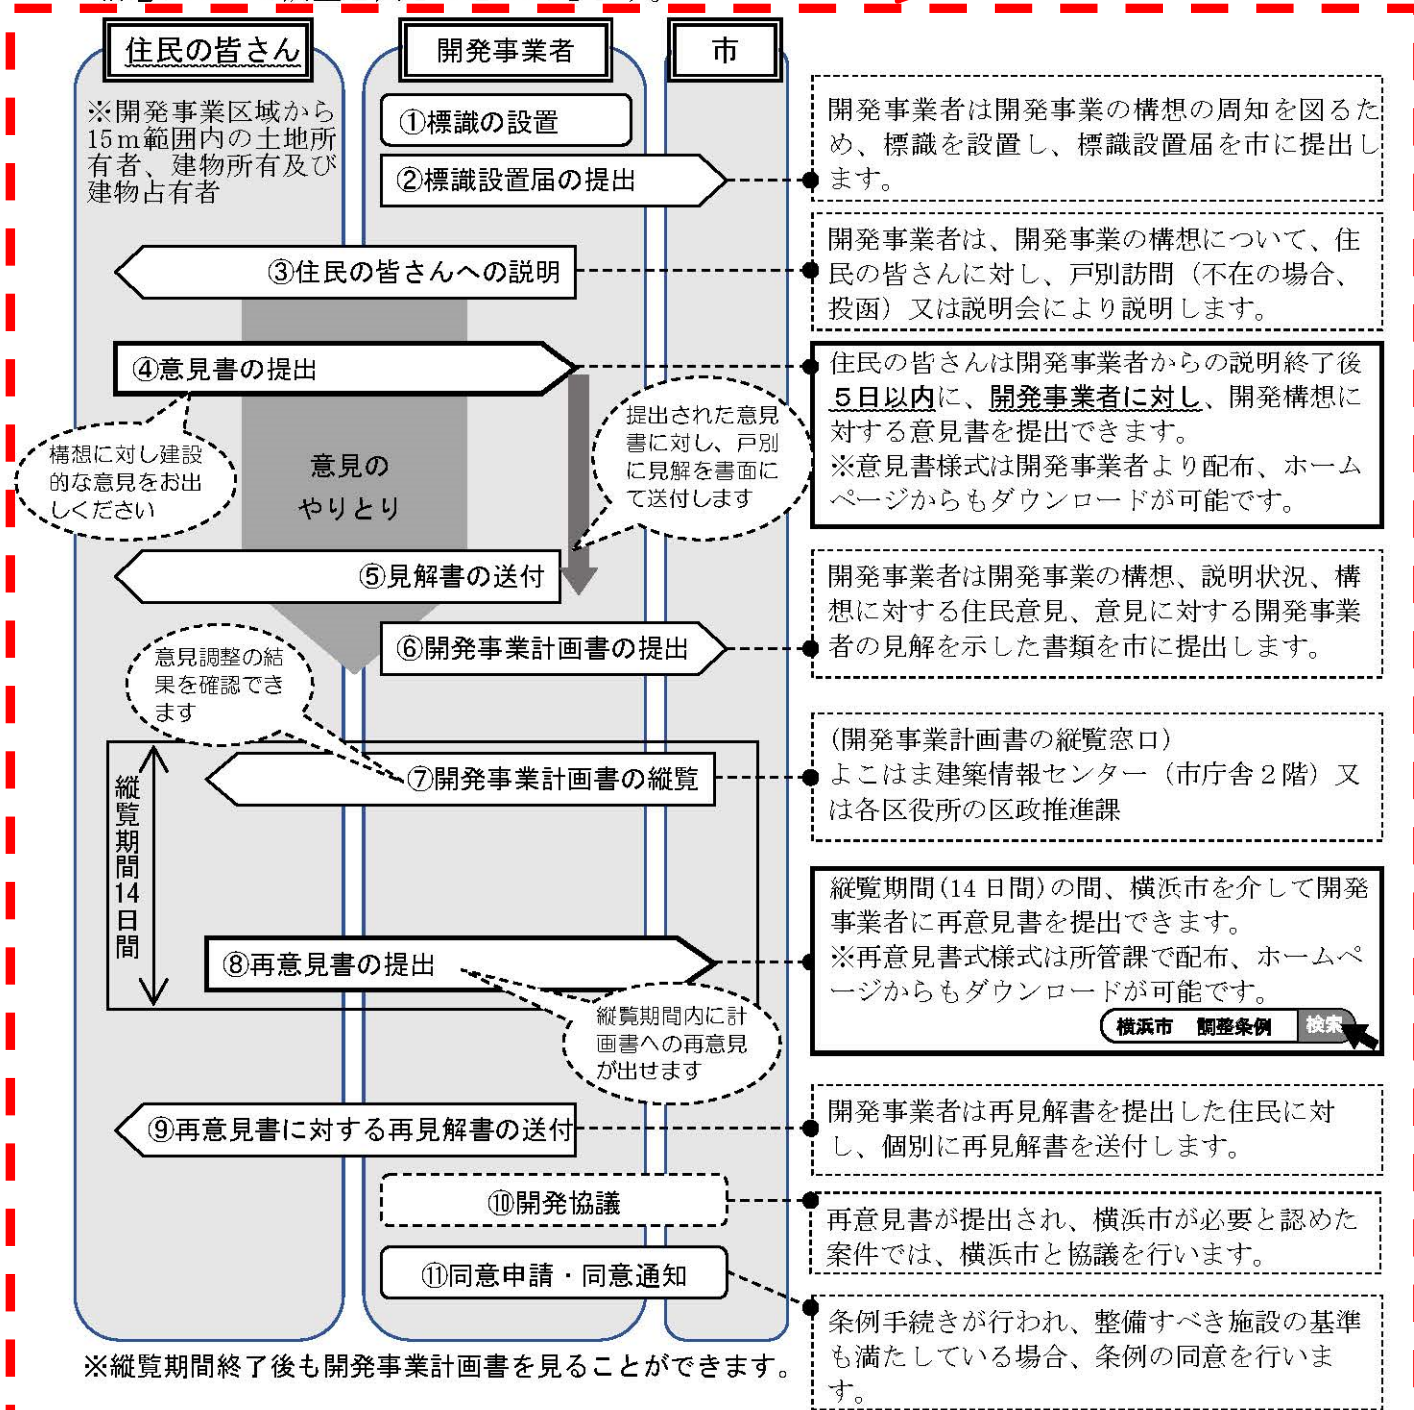 住民の皆さん
開発事業者
市
※開発事業区域から
15m範囲内の土地所
有者、建物所有及び
建物占有者
①標識の設置
②標識設置届の提出
開発事業者は開発事業の構想の周知を図るた
め、標識を設置し、標識設置届を市に提出し
ます。
③住民の皆さんへの説明
開発事業者は、開発事業の構想について、住
民の皆さんに対し、戸別訪問（不在の場合、
投函）又は説明会により説明します。
④意見書の提出
住民の皆さんは開発事業者からの説明終了後
５日以内に、開発事業者に対し、開発構想に
対する意見書を提出できます。
※意見書様式は開発事業者より配布、ホーム
ページからもダウンロードが可能です。
構想に対し建設
的な意見をお出
しください
意見の
やりとり
提出された意見
書に対し、戸別
に見解を書面に
て送付します
⑤見解書の送付
開発事業者は開発事業の構想、説明状況、構
想に対する住民意見、意見に対する開発事業
者の見解を示した書類を市に提出します。
⑥開発事業計画書の提出
意見調整の結
果を確認でき
ます
⑦開発事業計画書の縦覧
(開発事業計画書の縦覧窓口)
よこはま建築情報センター（市庁舎２階）又
は各区役所の区政推進課
縦覧期間14日間
縦覧期間(14日間)の間、横浜市を介して開発
事業者に再意見書を提出できます。
※再意見書式様式は所管課で配布、ホームペ
ージからもダウンロードが可能です。
横浜市　調整条例　検索
⑧再意見書の提出
縦覧期間内に計
画書への再意見
が出せます
⑨再意見書に対する再見解書の送付
開発事業者は再見解書を提出した住民に対
し、個別に再見解書を送付します。
⑩開発協議
再意見書が提出され、横浜市が必要と認めた
案件では、横浜市と協議を行います。
⑪同意申請・同意通知
条例手続きが行われ、整備すべき施設の基準
も満たしている場合、条例の同意を行いま
す。
※縦覧期間終了後も開発事業計画書を見ることができます。